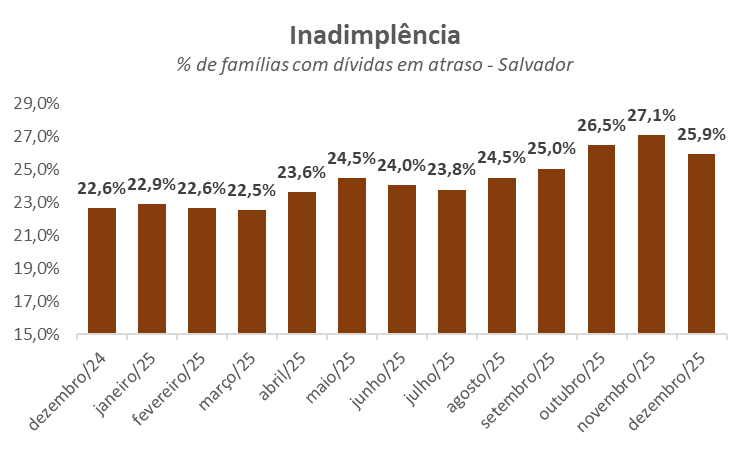 Inadimplência
% de famílias com dívidas em atraso - Salvador
29,0%
27,0%
25,0%
23,0%
21,0%
19,0%
17,0%
15,0%
22,6%
22,9%
22,6%
22,5%
23,6%
24,5%
24,0%
23,8%
24,5%
25,0%
26,5%
27,1%
25,9%
dezembro/24
janeiro/25
fevereiro/25
março/25
abril/25
maio/25
junho/25
julho/25
agosto/25
setembro/25
outubro/25
novembro/25
dezembro/25